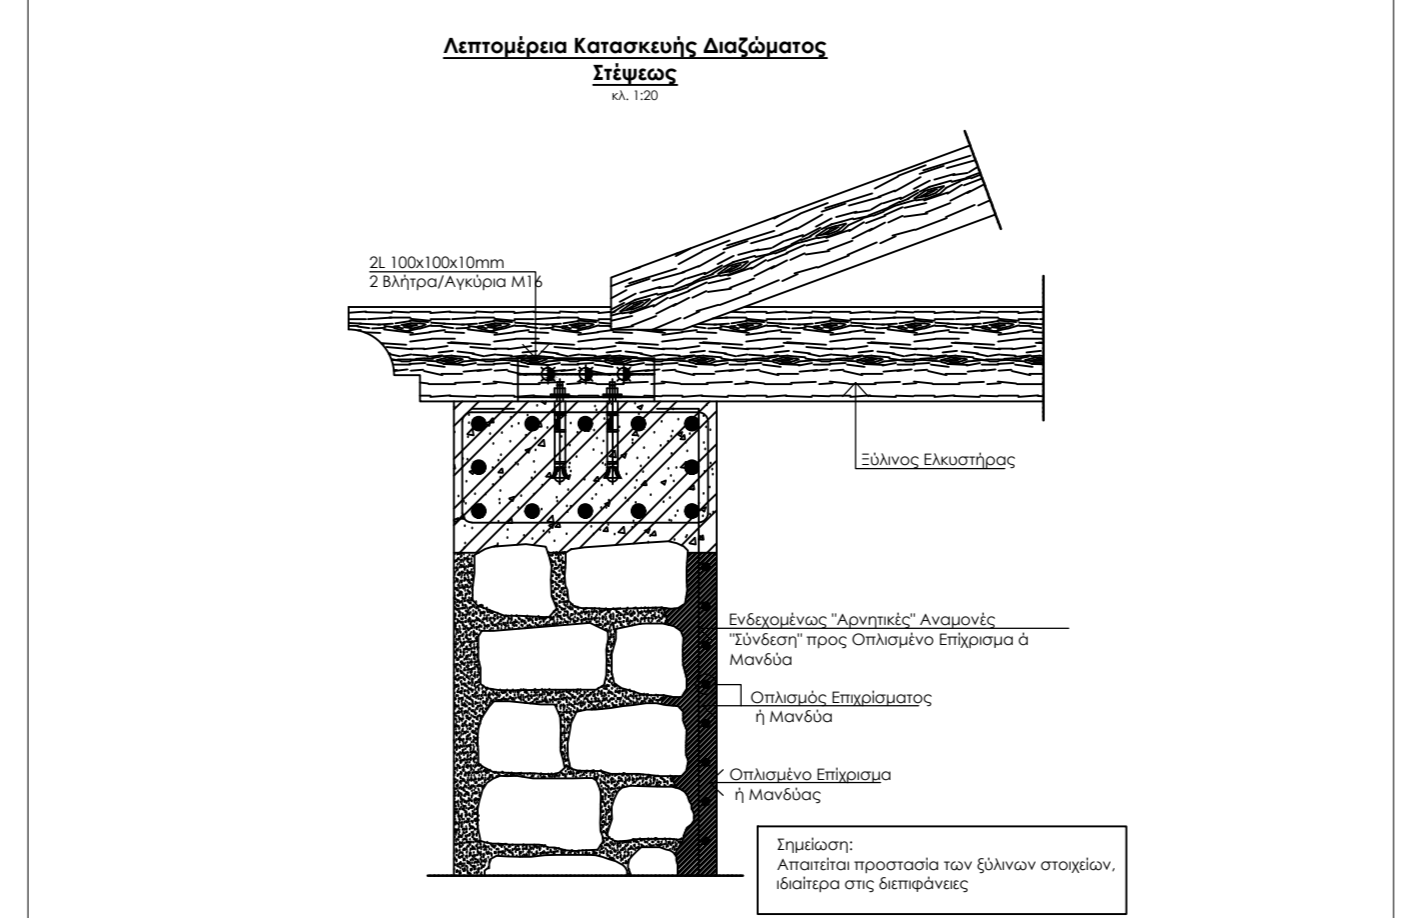 Λεπτομέρεια Κατασκευής Διαζώματος
Στέψεως
κλ. 1:20
2L 100x100x10mm
2 Βλήτρα/Αγκύρια M16
Ξύλινος Ελκυστήρας
Ενδεχομένως "Αρνητικές" Αναμονές
"Σύνδεση" προς Οπλισμένο Επίχρισμα ά
Μανδύα
Οπλισμός Επιχρίσματος
ή Μανδύα
Οπλισμένο Επίχρισμα
ή Μανδύας
Σημείωση:
Απαιτείται προστασία των ξύλινων στοιχείων,
ιδιαίτερα στις διεπιφάνειες